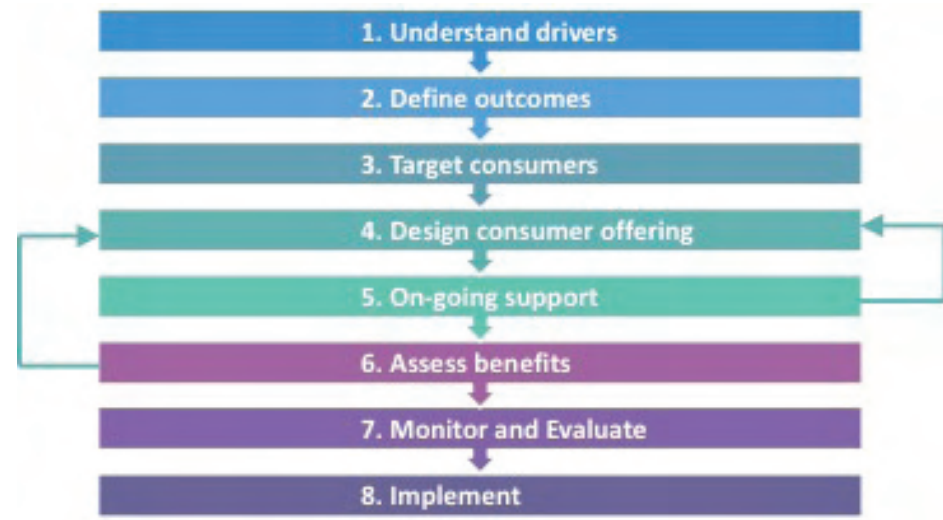 1. Understand drivers
2. Define outcomes
3. Target consumers
4. Design consumer offering
5. On-going support
6. Assess benefits
7. Monitor and Evaluate
8. Implement